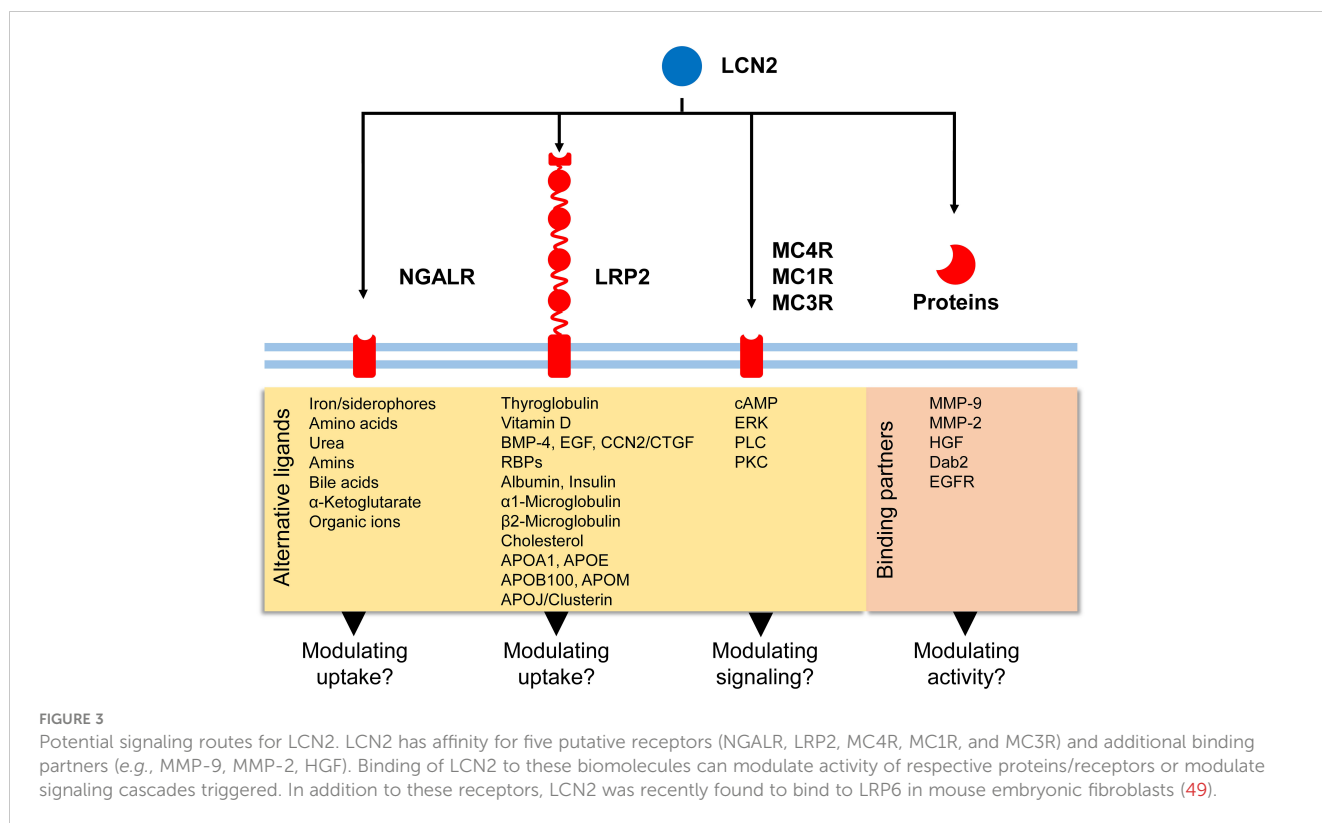 LCN2
NGALR
LRP2
MC4R
MC1R
MC3R
Proteins
Alternative ligands
Iron/siderophores
Amino acids
Urea
Amins
Bile acids
α-Ketoglutarate
Organic ions
Thyroglobulin
Vitamin D
BMP-4, EGF, CCN2/CTGF
RBPs
Albumin, Insulin
α1-Microglobulin
β2-Microglobulin
Cholesterol
APOA1, APOE
APOB100, APOM
APOJ/Clusterin
cAMP
ERK
PLC
PKC
Binding partners
MMP-9
MMP-2
HGF
Dab2
EGFR
Modulating
uptake?
Modulating
uptake?
Modulating
signaling?
Modulating
activity?
FIGURE 3
Potential signaling routes for LCN2. LCN2 has affinity for five putative receptors (NGALR, LRP2, MC4R, MC1R, and MC3R) and additional binding
partners (e.g., MMP-9, MMP-2, HGF). Binding of LCN2 to these biomolecules can modulate activity of respective proteins/receptors or modulate
signaling cascades triggered. In addition to these receptors, LCN2 was recently found to bind to LRP6 in mouse embryonic fibroblasts (49).